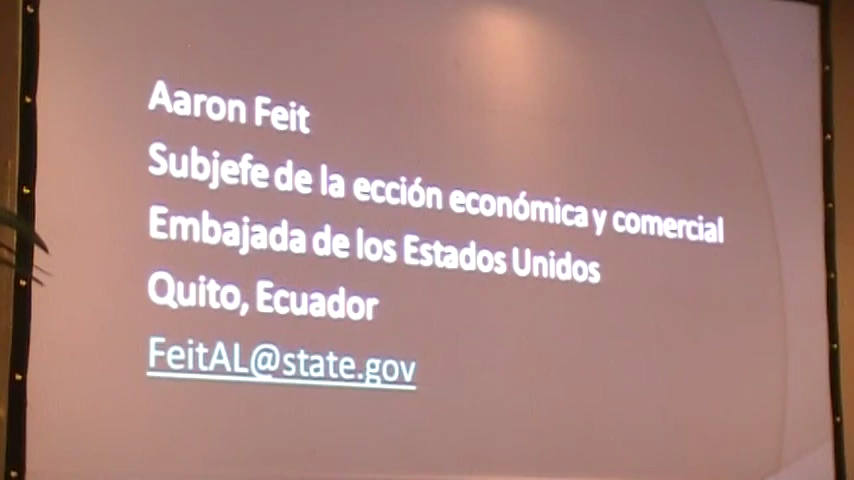 Aaron Feit
Subjefe de la ección económica y comercial
Embajada de los Estados Unidos
Quito, Ecuador
FeitAL@state.gov